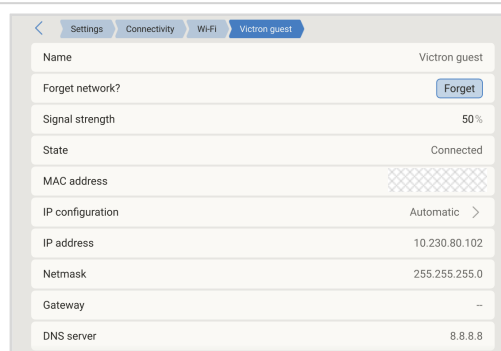 Settings Connectivity Wi-Fi Victron guest
Name Victron guest
Forget network? Forget
Signal strength 50%
State Connected
MAC address
IP configuration Automatic
IP address 10.230.80.102
Netmask 255.255.255.0
Gateway --
DNS server 8.8.8.8